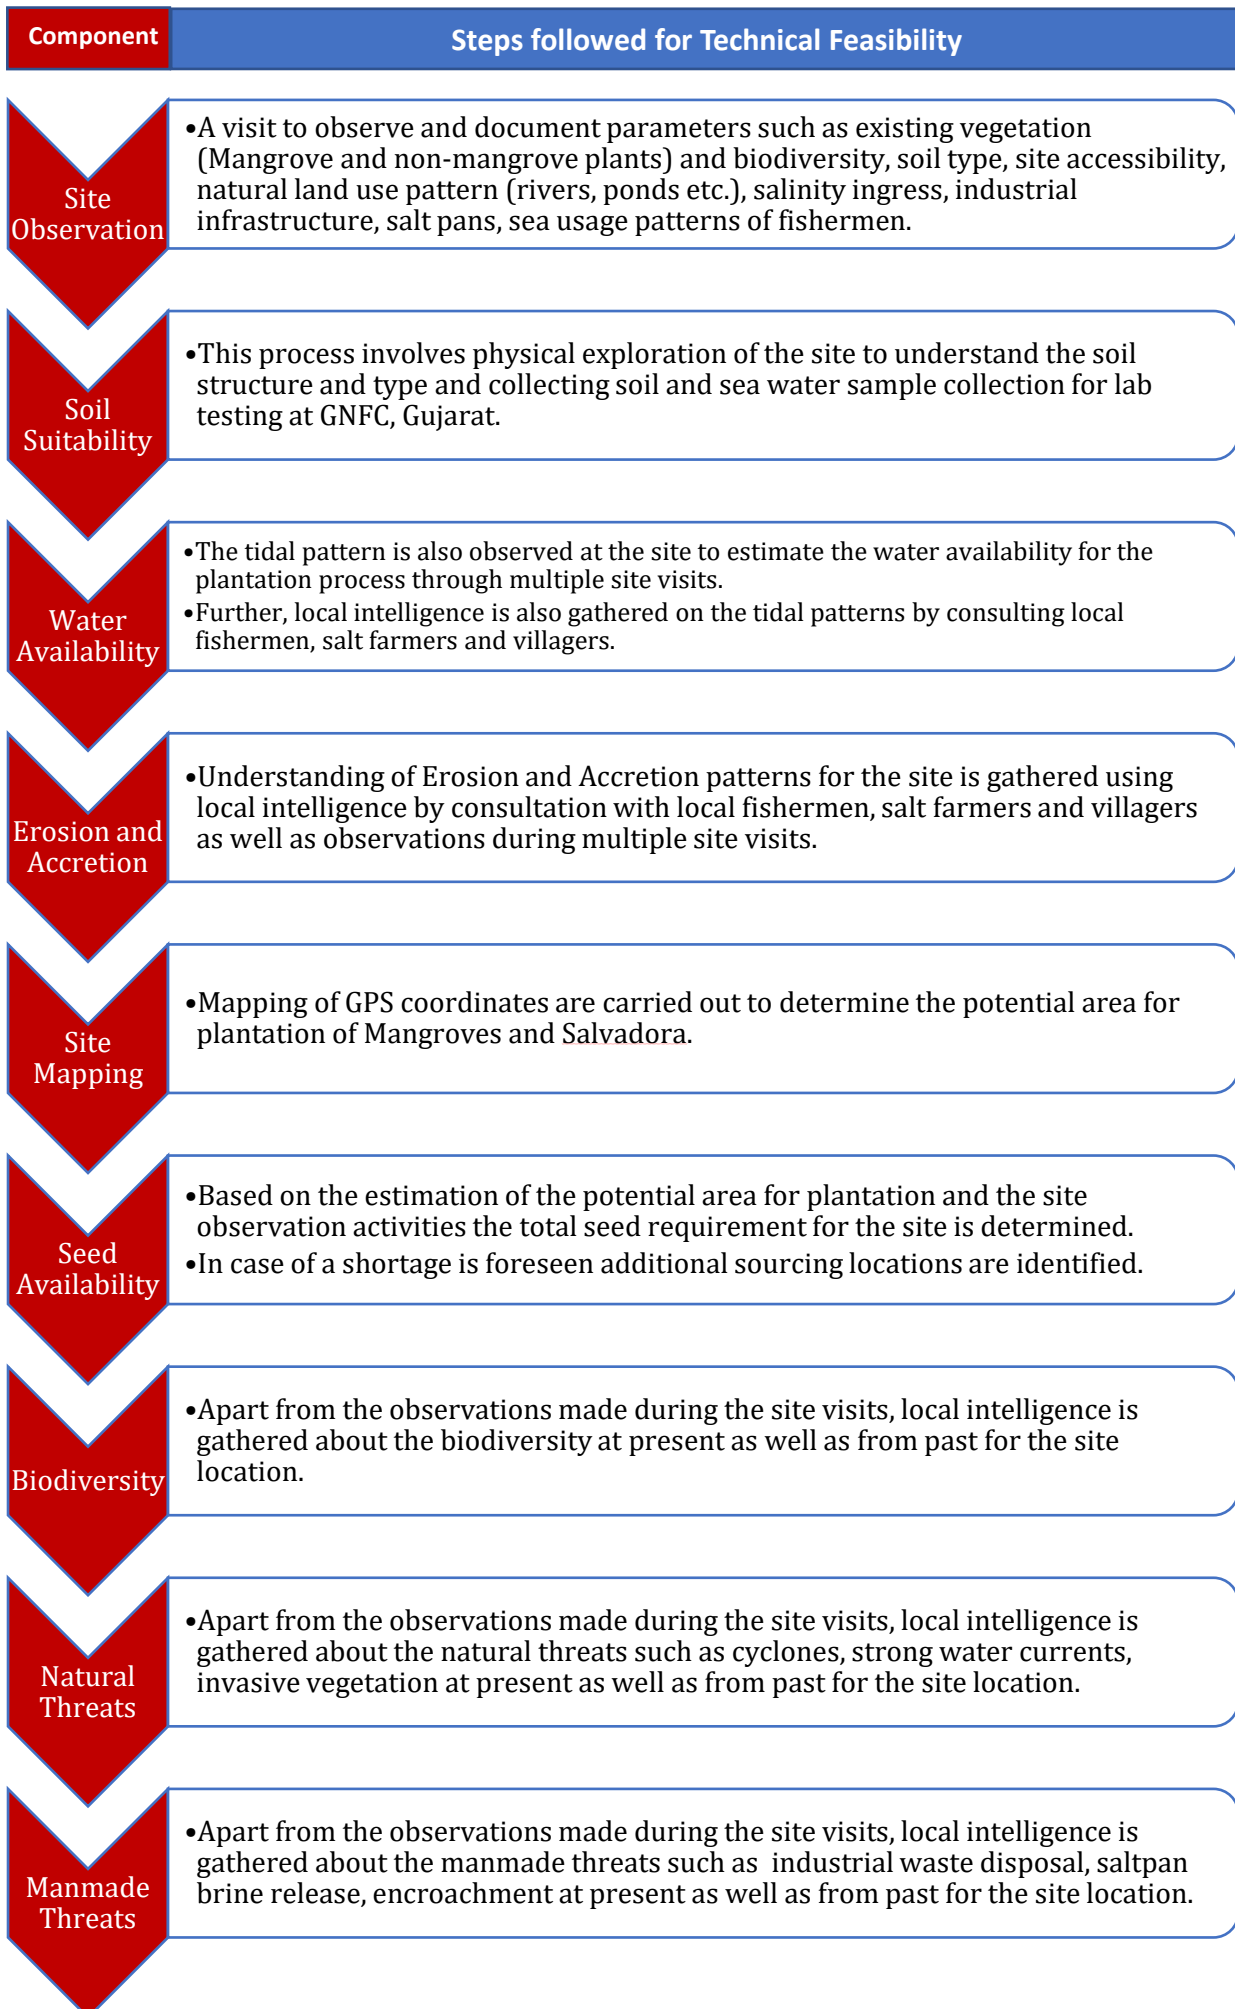 Component
Steps followed for Technical Feasibility
Site
Observation
•A visit to observe and document parameters such as existing vegetation
(Mangrove and non-mangrove plants) and biodiversity, soil type, site accessibility,
natural land use pattern (rivers, ponds etc.), salinity ingress, industrial
infrastructure, salt pans, sea usage patterns of fishermen.
Soil
Suitability
•This process involves physical exploration of the site to understand the soil
structure and type and collecting soil and sea water sample collection for lab
testing at GNFC, Gujarat.
Water
Availability
•The tidal pattern is also observed at the site to estimate the water availability for the
plantation process through multiple site visits.
•Further, local intelligence is also gathered on the tidal patterns by consulting local
fishermen, salt farmers and villagers.
Erosion and
Accretion
•Understanding of Erosion and Accretion patterns for the site is gathered using
local intelligence by consultation with local fishermen, salt farmers and villagers
as well as observations during multiple site visits.
Site
Mapping
•Mapping of GPS coordinates are carried out to determine the potential area for
plantation of Mangroves and Salvadora.
Seed
Availability
•Based on the estimation of the potential area for plantation and the site
observation activities the total seed requirement for the site is determined.
•In case of a shortage is foreseen additional sourcing locations are identified.
Biodiversity
•Apart from the observations made during the site visits, local intelligence is
gathered about the biodiversity at present as well as from past for the site
location.
Natural
Threats
•Apart from the observations made during the site visits, local intelligence is
gathered about the natural threats such as cyclones, strong water currents,
invasive vegetation at present as well as from past for the site location.
Manmade
Threats
•Apart from the observations made during the site visits, local intelligence is
gathered about the manmade threats such as  industrial waste disposal, saltpan
brine release, encroachment at present as well as from past for the site location.